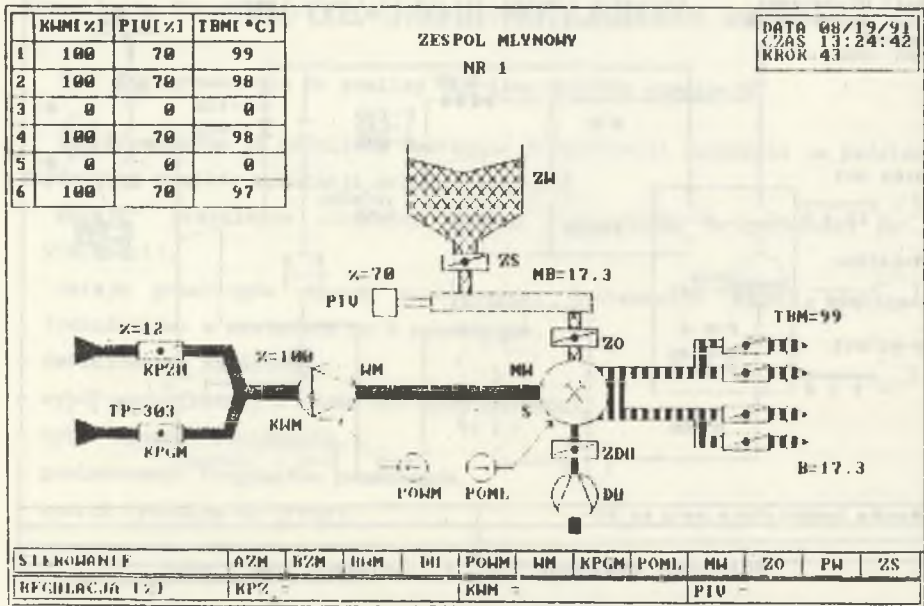 KWM[%] PIV[%] TBM[°C]
1 100 70 99
2 100 70 98
3 0 0 0
4 100 70 98
5 0 0 0
6 100 70 97
ZESPOL MLYNOWY
NR 1
DATA 08/19/91
CZAS 13:24:42
KROK 43
ZW
ZS
%=70
MB=17.3
PIV
TBM=99
%=12
ZO
KPZM
%=100
WM
MW
TP=303
S
KWM
KPGM
ZDU
B=17.3
POWM
POML
DU
STEROWANIE AZM BZM DU POWM WM KPGM POML MW ZO PW ZS
REGULACJA [%] KPZ = KWM = PIV =